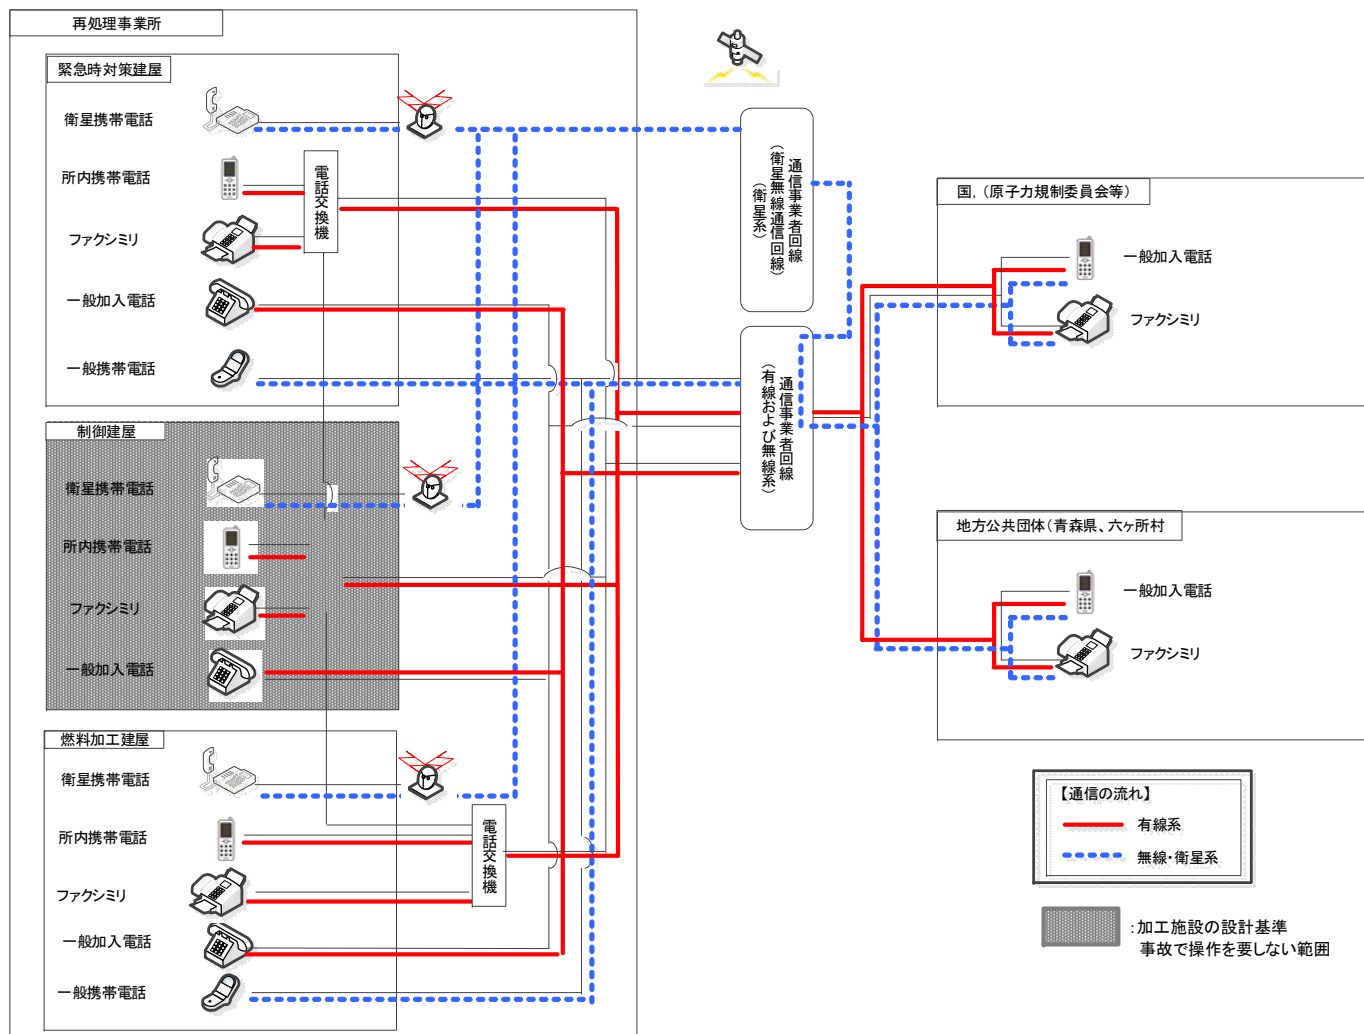 再処理事業所
緊急時対策建屋
衛星携帯電話
所内携帯電話
ファクシミリ
一般加入電話
一般携帯電話
電話交換機
制御建屋
衛星携帯電話
所内携帯電話
ファクシミリ
一般加入電話
燃料加工建屋
衛星携帯電話
所内携帯電話
ファクシミリ
一般加入電話
一般携帯電話
電話交換機
通信事業者回線
(衛星無線通信回線)
(衛星系)
通信事業者回線
(有線および無線系)
国,(原子力規制委員会等)
一般加入電話
ファクシミリ
地方公共団体(青森県、六ヶ所村
一般加入電話
ファクシミリ
【通信の流れ】
有線系
無線・衛星系
:加工施設の設計基準
事故で操作を要しない範囲